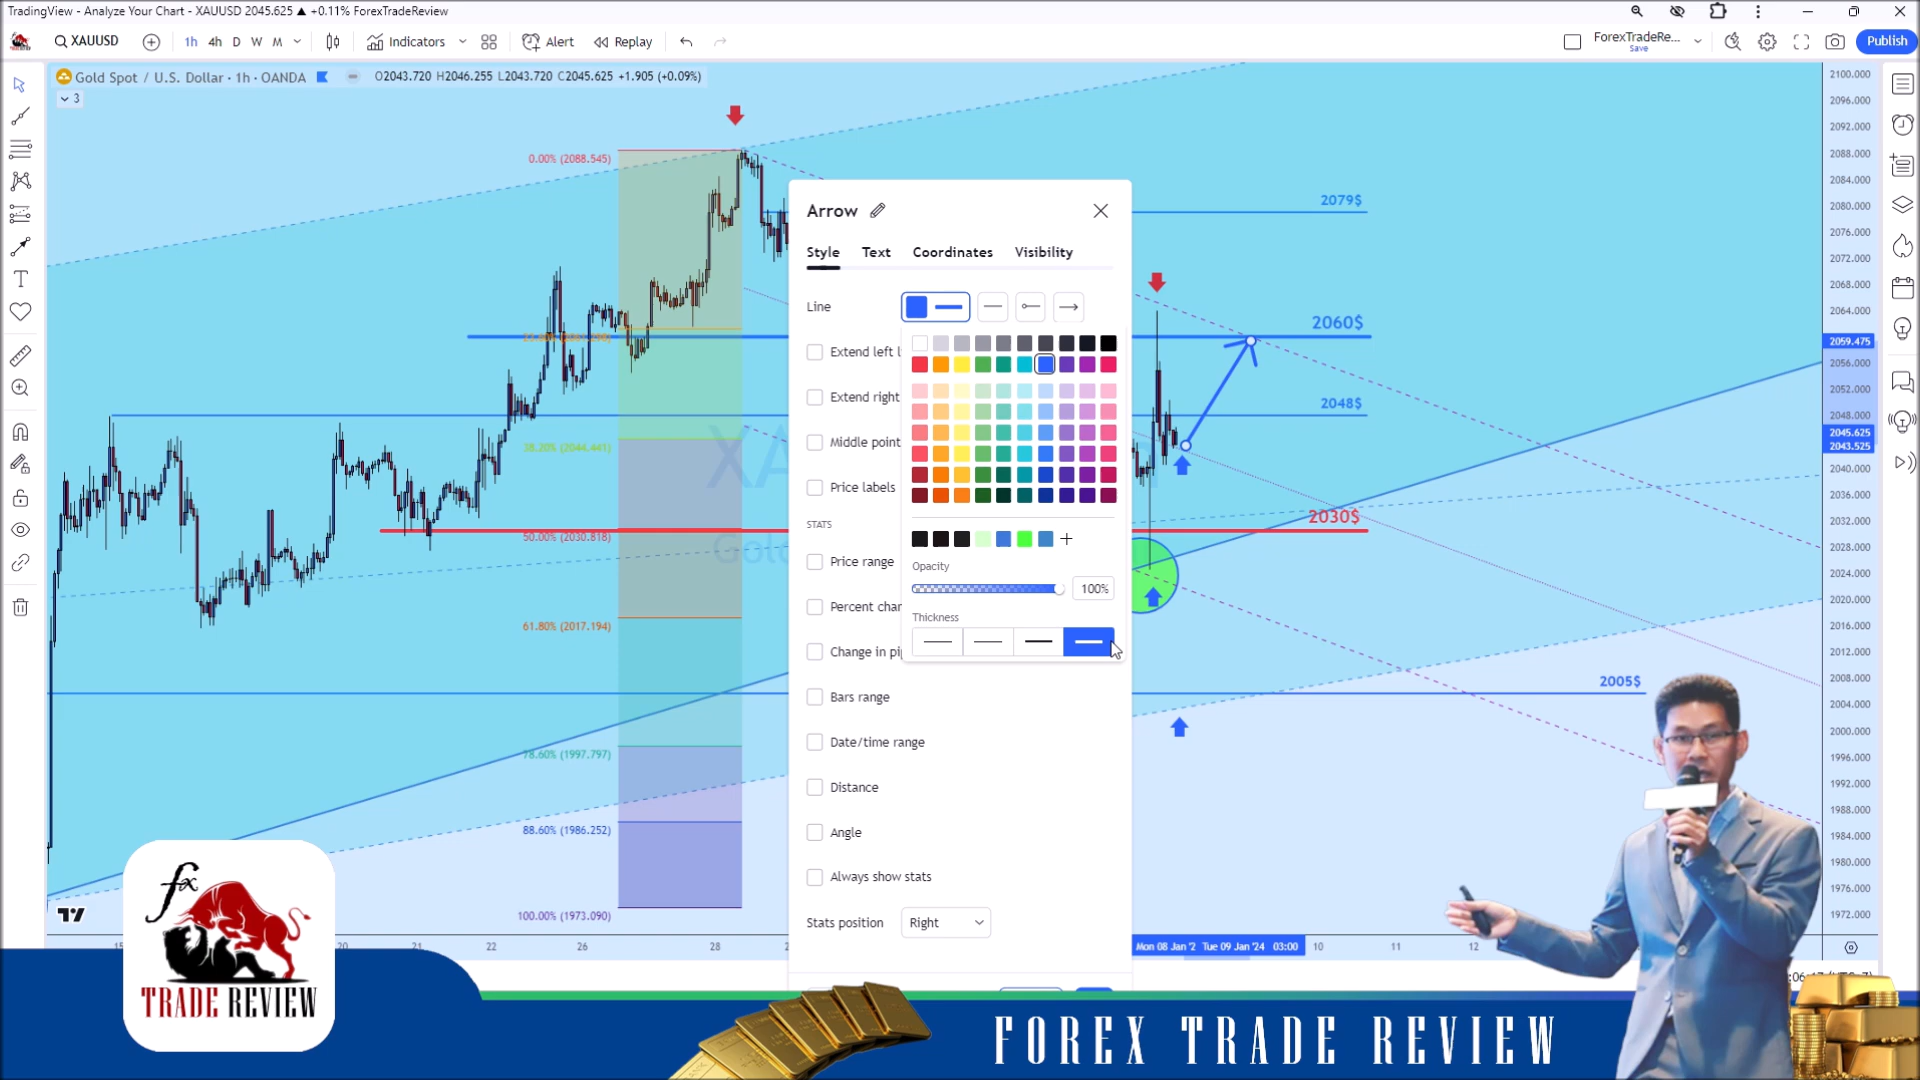 TradingView - Analyze Your Chart - XAUUSD 2045.625 ▲ +0.11% ForexTradeReview
XAUUSD 1h 4h D W M Indicators Alert Replay ForexTradeRe... Save Publish
Gold Spot / U.S. Dollar · 1h · OANDA O2043.720 H2046.255 L2043.720 C2045.625 +1.905 (+0.09%)
3
0.00% (2088.545)
38.20% (2044.441)
50.00% (2030.818)
61.80% (2017.194)
78.60% (1997.797)
88.60% (1986.252)
100.00% (1973.090)
Arrow
Style Text Coordinates Visibility
Line
Extend left l
Extend right
Middle point
Price labels
STATS
Price range
Percent chan
Change in pi
Bars range
Date/time range
Distance
Angle
Always show stats
Stats position Right
Opacity
100%
Thickness
2079$
2060$
2048$
2030$
2005$
2100.000
2096.000
2092.000
2088.000
2084.000
2080.000
2076.000
2072.000
2068.000
2064.000
2059.475
2056.000
2052.000
2048.000
2045.625
2043.525
2040.000
2036.000
2032.000
2028.000
2024.000
2020.000
2016.000
2012.000
2008.000
2004.000
2000.000
1996.000
1992.000
1988.000
1984.000
1980.000
1976.000
1972.000
20 21 22 26 28 Mon 08 Jan '2 Tue 09 Jan '24 03:00 10 11 12
fx
TRADE REVIEW
FOREX TRADE REVIEW